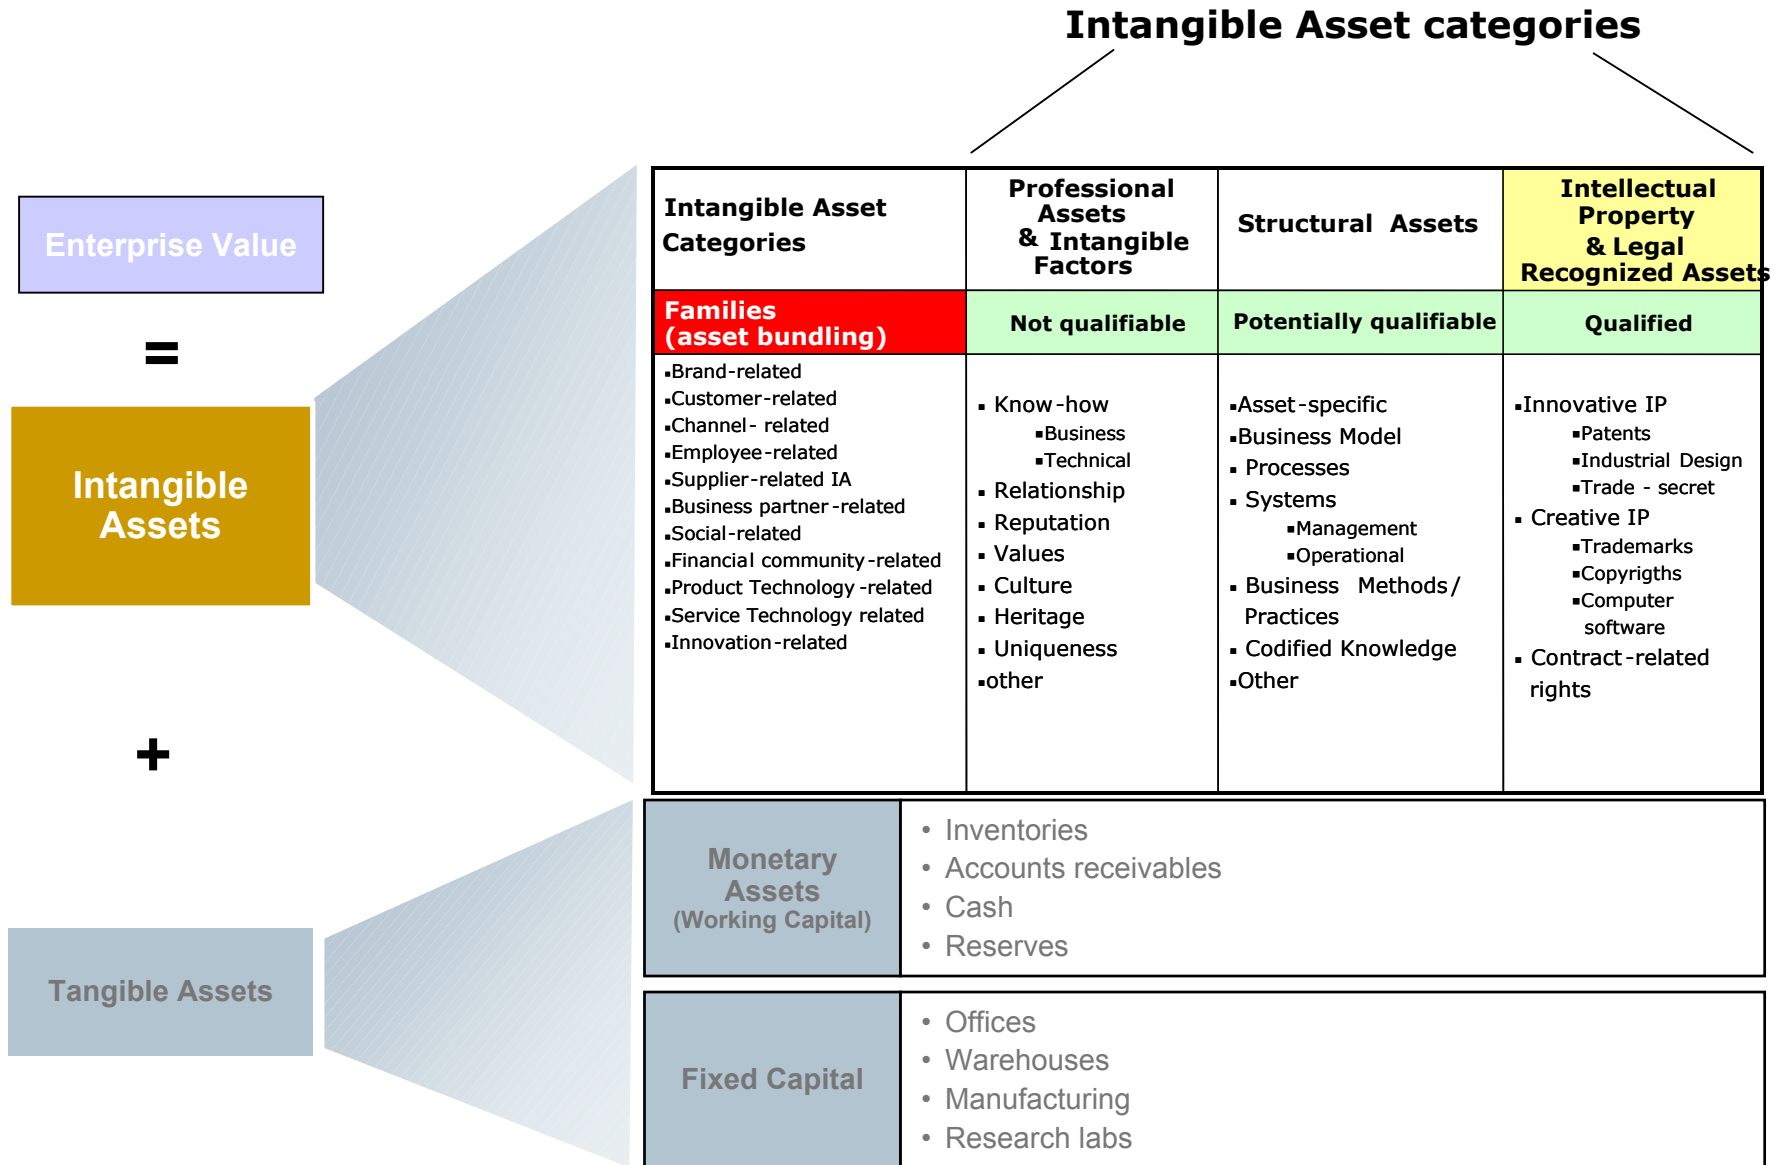 Intangible Asset categories
Enterprise Value
=
Intangible
Assets
+
Tangible Assets
Intangible Asset
Categories
Professional
Assets
& Intangible
Factors
Structural Assets
Intellectual
Property
& Legal
Recognized Assets
Families
(asset bundling)
Not qualifiable
Potentially qualifiable
Qualified
▪Brand-related
▪Customer-related
▪Channel- related
▪Employee-related
▪Supplier-related IA
▪Business partner-related
▪Social-related
▪Financial community-related
▪Product Technology-related
▪Service Technology related
▪Innovation-related
▪ Know-how
▪Business
▪Technical
▪ Relationship
▪ Reputation
▪ Values
▪ Culture
▪ Heritage
▪ Uniqueness
▪other
▪Asset-specific
▪Business Model
▪ Processes
▪ Systems
▪Management
▪Operational
▪ Business Methods/
Practices
▪ Codified Knowledge
▪Other
▪Innovative IP
▪Patents
▪Industrial Design
▪Trade - secret
▪ Creative IP
▪Trademarks
▪Copyrigths
▪Computer
software
▪ Contract-related
rights
Monetary
Assets
(Working Capital)
• Inventories
• Accounts receivables
• Cash
• Reserves
Fixed Capital
• Offices
• Warehouses
• Manufacturing
• Research labs